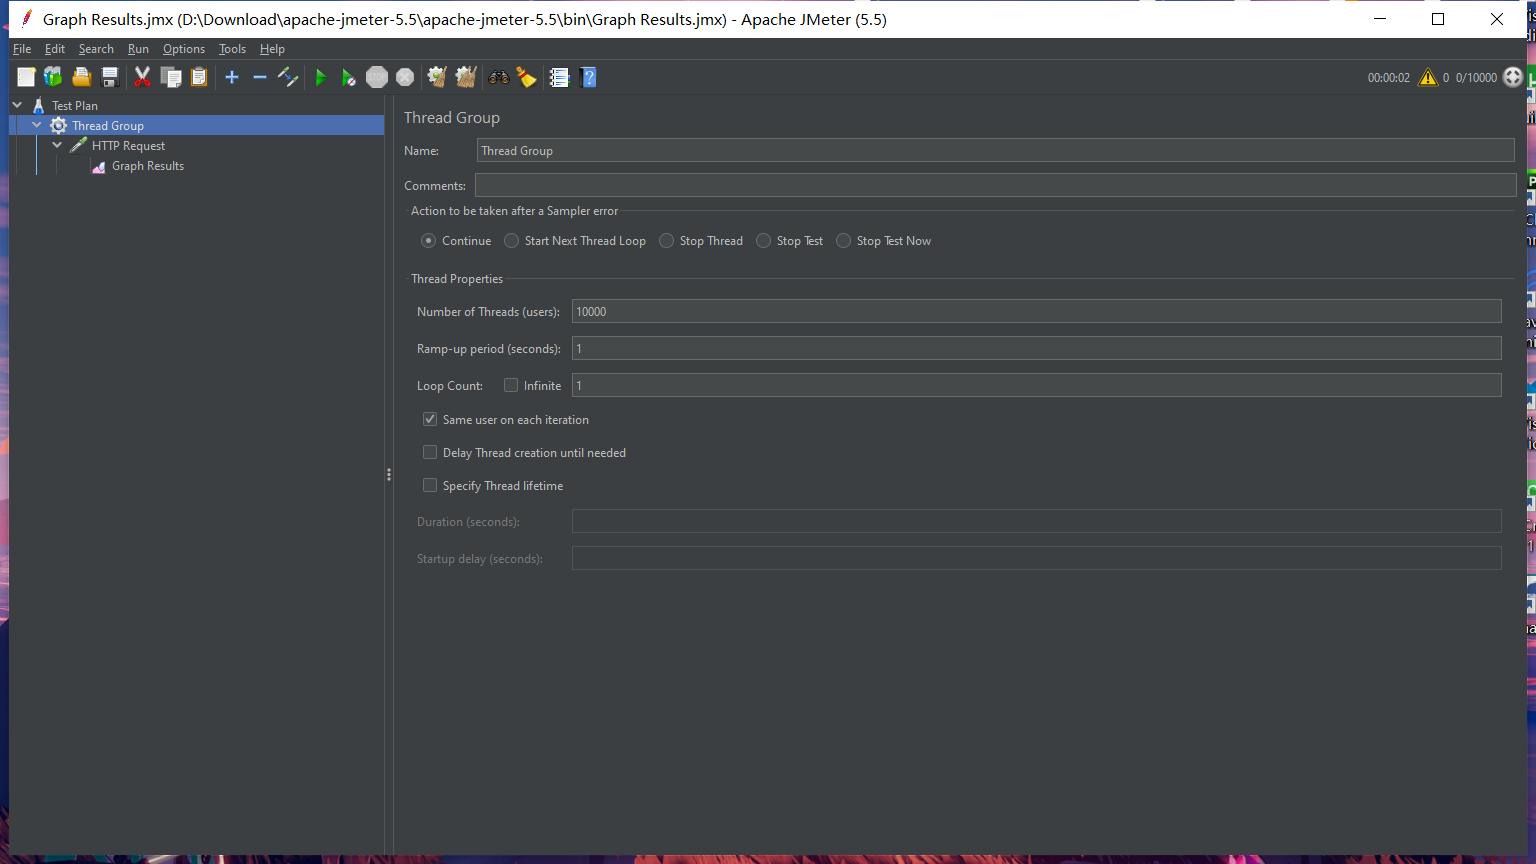 Graph Results.jmx (D:\Download\apache-jmeter-5.5\apache-jmeter-5.5\bin\Graph Results.jmx) - Apache JMeter (5.5)
File Edit Search Run Options Tools Help
STOP 00:00:02 0 0/10000
Test Plan
Thread Group
HTTP Request
Graph Results
Thread Group
Name: Thread Group
Comments:
Action to be taken after a Sampler error
Continue Start Next Thread Loop Stop Thread Stop Test Stop Test Now
Thread Properties
Number of Threads (users): 10000
Ramp-up period (seconds): 1
Loop Count: Infinite 1
Same user on each iteration
Delay Thread creation until needed
Specify Thread lifetime
Duration (seconds):
Startup delay (seconds):